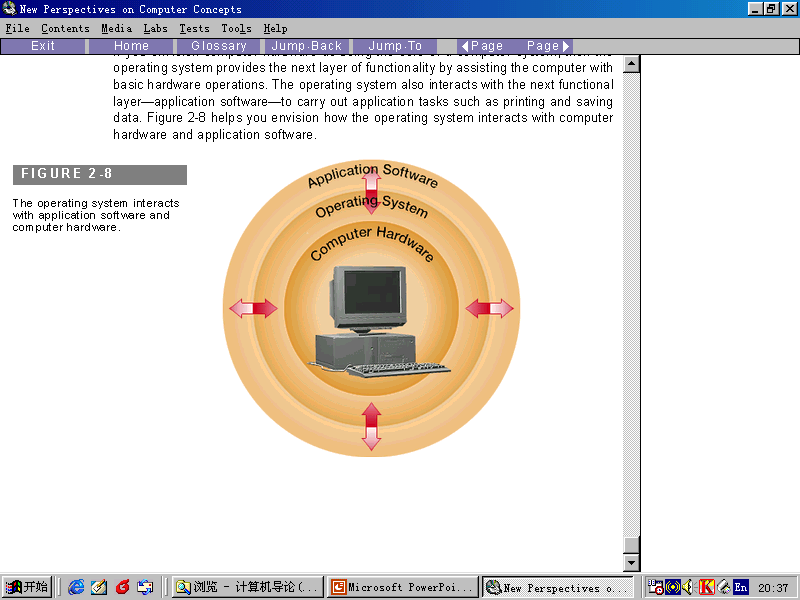 New Perspectives on Computer Concepts
File Contents Media Labs Tests Tools Help
Exit Home Glossary Jump-Back Jump-To Page Page
operating system provides the next layer of functionality by assisting the computer with
basic hardware operations. The operating system also interacts with the next functional
layer—application software—to carry out application tasks such as printing and saving
data. Figure 2-8 helps you envision how the operating system interacts with computer
hardware and application software.
FIGURE 2-8
The operating system interacts
with application software and
computer hardware.
Application Software
Operating System
Computer Hardware
开始 浏览 - 计算机导论(... Microsoft PowerPoi... New Perspectives o... En 20:37